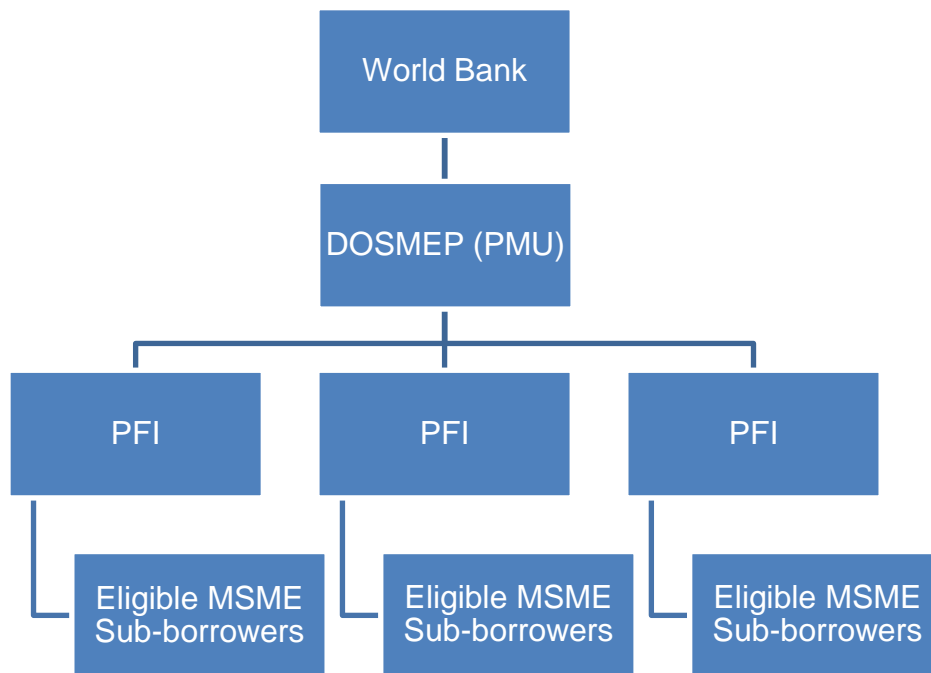 World Bank
DOSMEP (PMU)
PFI
PFI
PFI
Eligible MSME
Sub-borrowers
Eligible MSME
Sub-borrowers
Eligible MSME
Sub-borrowers